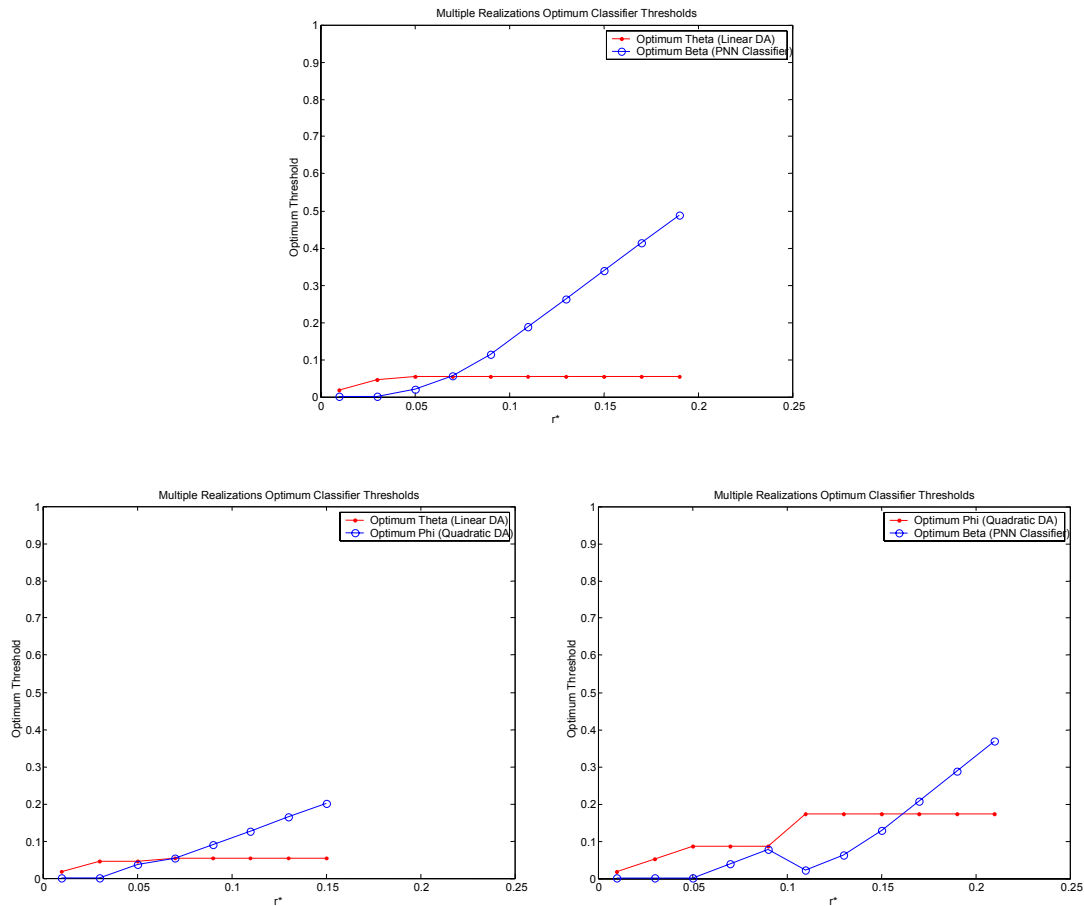 Multiple Realizations Optimum Classifier Thresholds
1
0.9
0.8
0.7
0.6
0.5
0.4
0.3
0.2
0.1
0
Optimum Threshold
Optimum Theta (Linear DA)
Optimum Beta (PNN Classifier)
0 0.05 0.1 0.15 0.2 0.25
r*
Multiple Realizations Optimum Classifier Thresholds
1
0.9
0.8
0.7
0.6
0.5
0.4
0.3
0.2
0.1
0
Optimum Threshold
Optimum Theta (Linear DA)
Optimum Phi (Quadratic DA)
0 0.05 0.1 0.15 0.2 0.25
r*
Multiple Realizations Optimum Classifier Thresholds
1
0.9
0.8
0.7
0.6
0.5
0.4
0.3
0.2
0.1
0
Optimum Threshold
Optimum Phi (Quadratic DA)
Optimum Beta (PNN Classifier)
0 0.05 0.1 0.15 0.2 0.25
r*